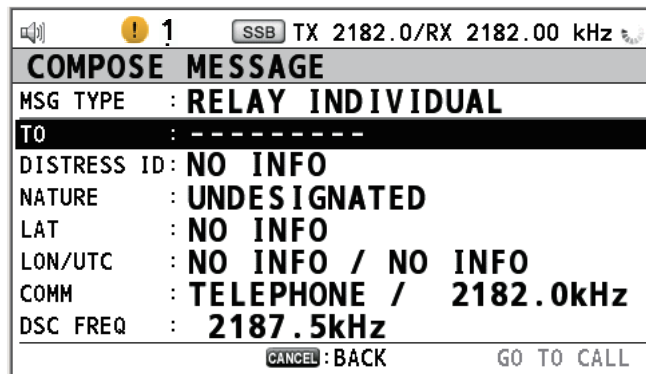 ! 1 SSB TX 2182.0/RX 2182.00 kHz
COMPOSE MESSAGE
MSG TYPE : RELAY INDIVIDUAL
TO : ---------
DISTRESS ID: NO INFO
NATURE : UNDESIGNATED
LAT : NO INFO
LON/UTC : NO INFO / NO INFO
COMM : TELEPHONE / 2182.0kHz
DSC FREQ : 2187.5kHz
CANCEL : BACK GO TO CALL